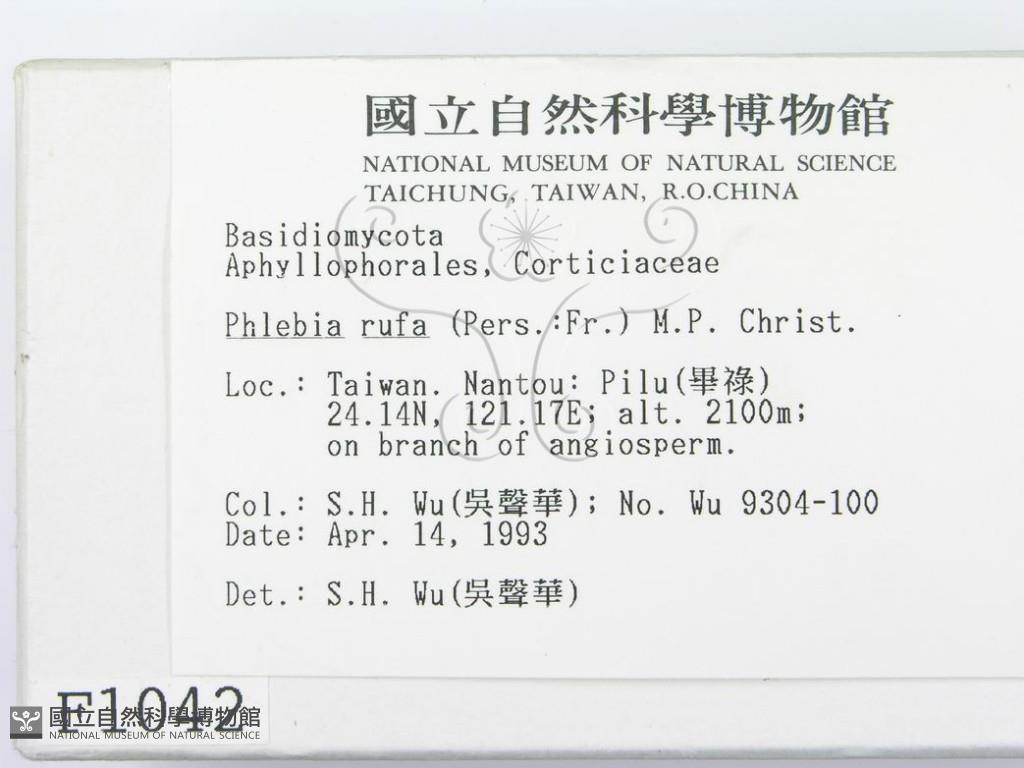 國立自然科學博物館
NATIONAL MUSEUM OF NATURAL SCIENCE
TAICHUNG, TAIWAN, R.O.CHINA
Basidiomycota
Aphyllophorales, Corticiaceae
Phlebia rufa (Pers.:Fr.) M.P. Christ.
Loc.: Taiwan. Nantou: Pilu(畢祿)
24.14N, 121.17E; alt. 2100m;
on branch of angiosperm.
Col.: S.H. Wu(吳聲華); No. Wu 9304-100
Date: Apr. 14, 1993
Det.: S.H. Wu(吳聲華)
F1042
國立自然科學博物館
NATIONAL MUSEUM OF NATURAL SCIENCE